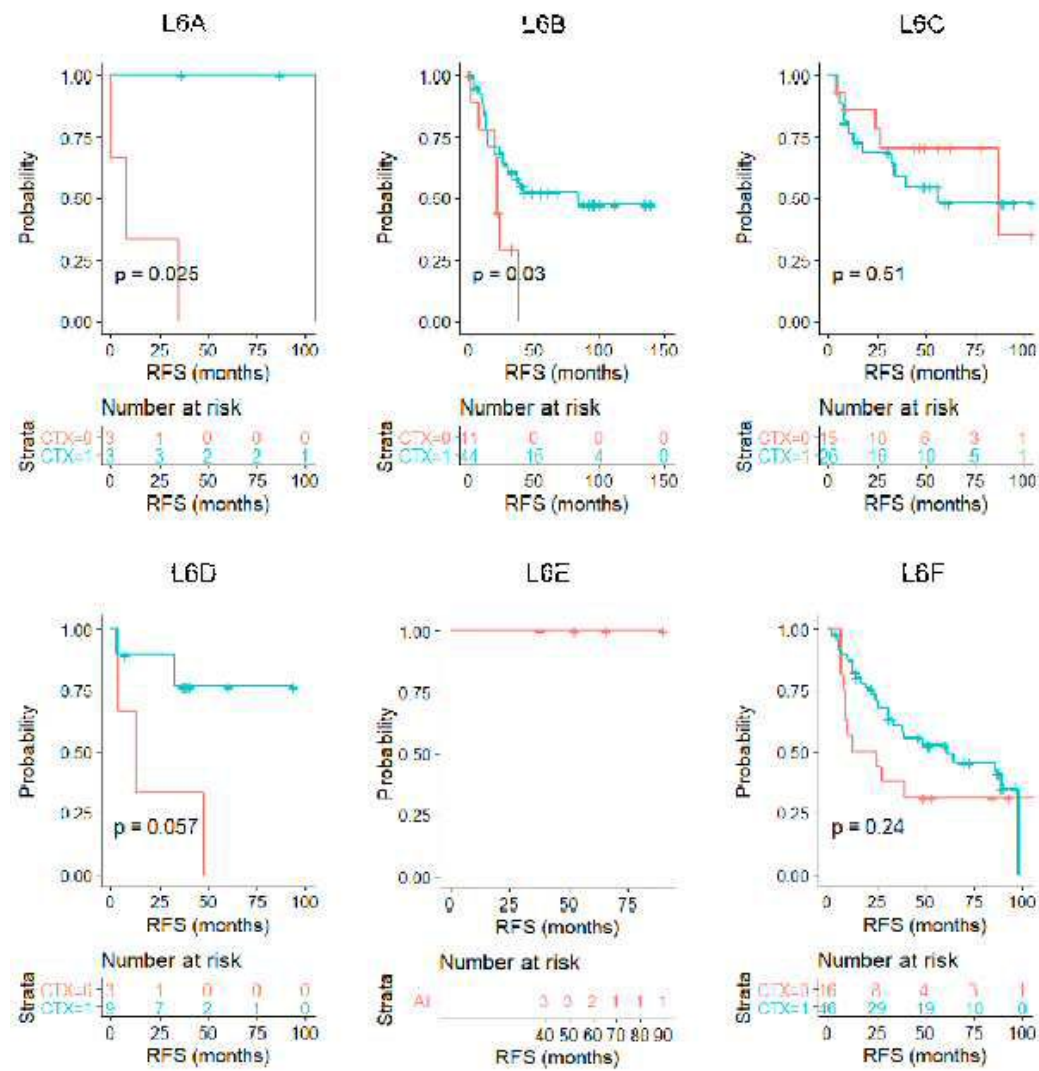 L6A
L6B
L6C
1.00
0.75
0.50
0.25
0.00
Probability
p = 0.025
0 25 50 75 100
RFS (months)
Number at risk
Strata
CTX=0 3 1 0 0 0
CTX=1 3 3 2 2 1
0 25 50 75 100
RFS (months)
1.00
0.75
0.50
0.25
0.00
Probability
p = 0.03
0 50 100 150
RFS (months)
Number at risk
Strata
CTX=0 11 0 0 0
CTX=1 44 16 4 0
0 50 100 150
RFS (months)
1.00
0.75
0.50
0.25
0.00
Probability
p = 0.51
0 25 50 75 100
RFS (months)
Number at risk
Strata
CTX=0 15 10 6 3 1
CTX=1 26 16 10 5 1
0 25 50 75 100
RFS (months)
L6D
L6E
L6F
1.00
0.75
0.50
0.25
0.00
Probability
p = 0.057
0 25 50 75 100
RFS (months)
Number at risk
Strata
CTX=0 3 1 0 0 0
CTX=1 9 7 2 1 0
0 25 50 75 100
RFS (months)
1.00
0.75
0.50
0.25
0.00
Probability
0 25 50 75
RFS (months)
Number at risk
Strata
3 3 2 1 1 1
40 50 60 70 80 90
RFS (months)
1.00
0.75
0.50
0.25
0.00
Probability
p = 0.24
0 25 50 75 100
RFS (months)
Number at risk
Strata
CTX=0 16 8 4 3 1
CTX=1 46 29 19 10 0
0 25 50 75 100
RFS (months)